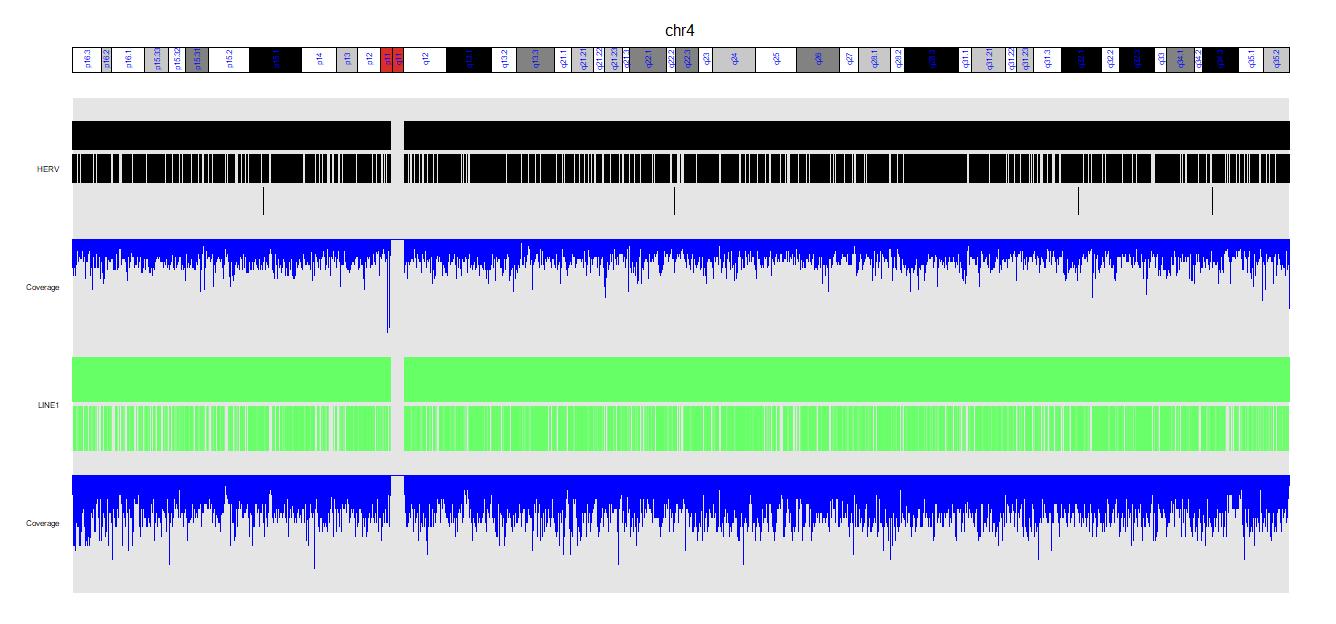 chr4
p16.3 p16.2 p16.1 p15.33 p15.32 p15.31 p15.2 p15.1 p14 p13 p12 p11 q11 q12 q13.1 q13.2 q13.3 q21.1 q21.21 q21.22 q21.23 q21.3 q22.1 q22.2 q22.3 q23 q24 q25 q26 q27 q28.1 q28.2 q28.3 q31.1 q31.21 q31.22 q31.23 q31.3 q32.1 q32.2 q32.3 q33 q34.1 q34.2 q34.3 q35.1 q35.2
HERV
Coverage
LINE1
Coverage